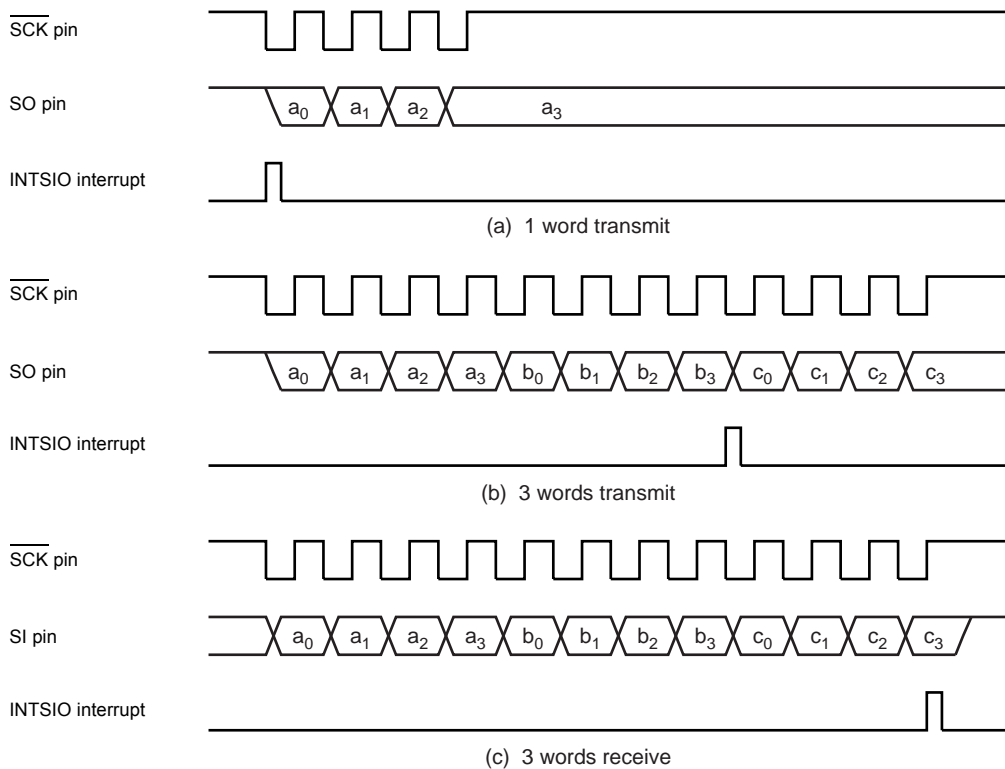 SCK pin
SO pin a0 a1 a2 a3
INTSIO interrupt
(a) 1 word transmit
SCK pin
SO pin a0 a1 a2 a3 b0 b1 b2 b3 c0 c1 c2 c3
INTSIO interrupt
(b) 3 words transmit
SCK pin
SI pin a0 a1 a2 a3 b0 b1 b2 b3 c0 c1 c2 c3
INTSIO interrupt
(c) 3 words receive